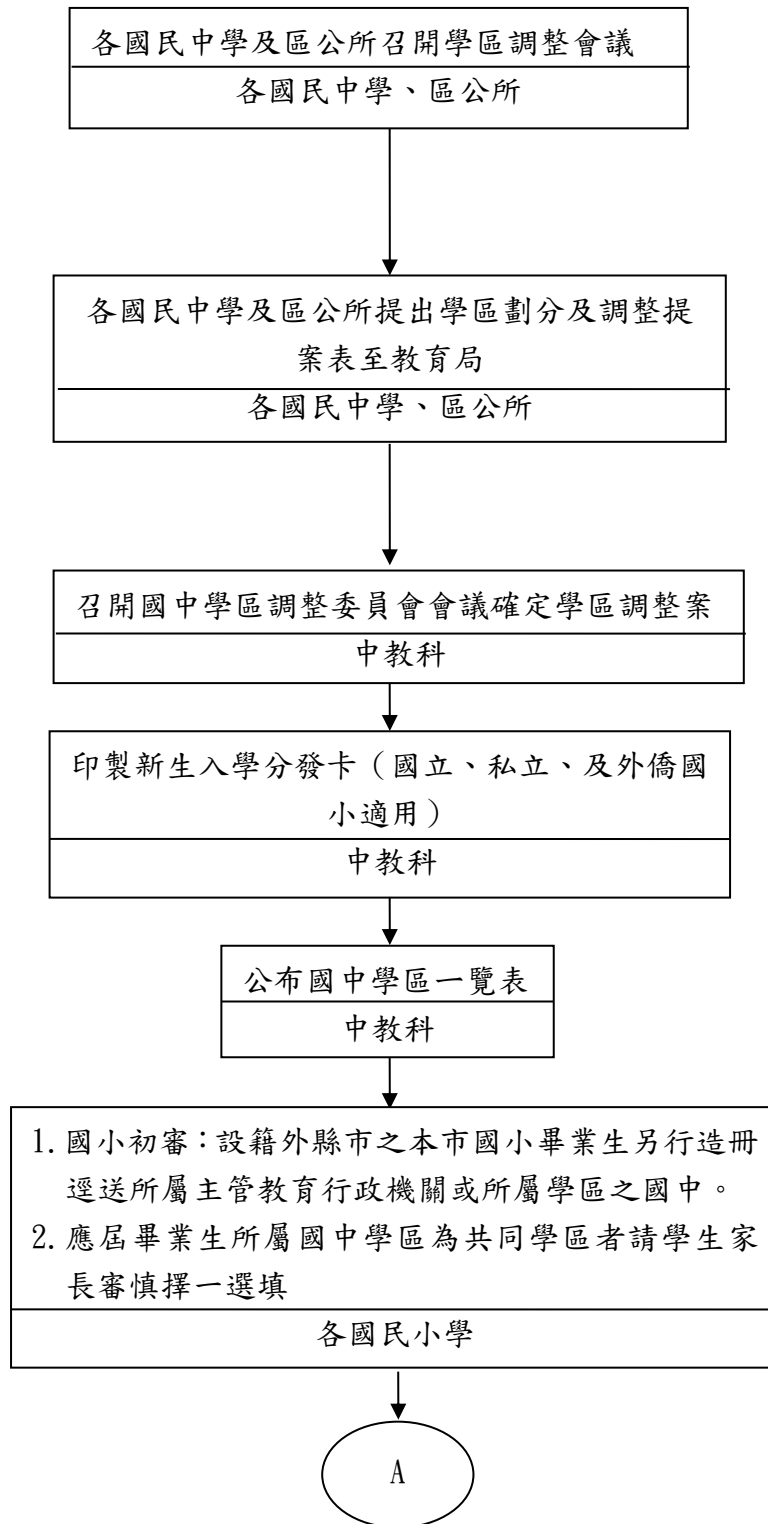 各國民中學及區公所召開學區調整會議
各國民中學、區公所
各國民中學及區公所提出學區劃分及調整提
案表至教育局
各國民中學、區公所
召開國中學區調整委員會會議確定學區調整案
中教科
印製新生入學分發卡（國立、私立、及外僑國
小適用）
中教科
公布國中學區一覽表
中教科
1. 國小初審：設籍外縣市之本市國小畢業生另行造冊
逕送所屬主管教育行政機關或所屬學區之國中。
2. 應屆畢業生所屬國中學區為共同學區者請學生家
長審慎擇一選填
各國民小學
A